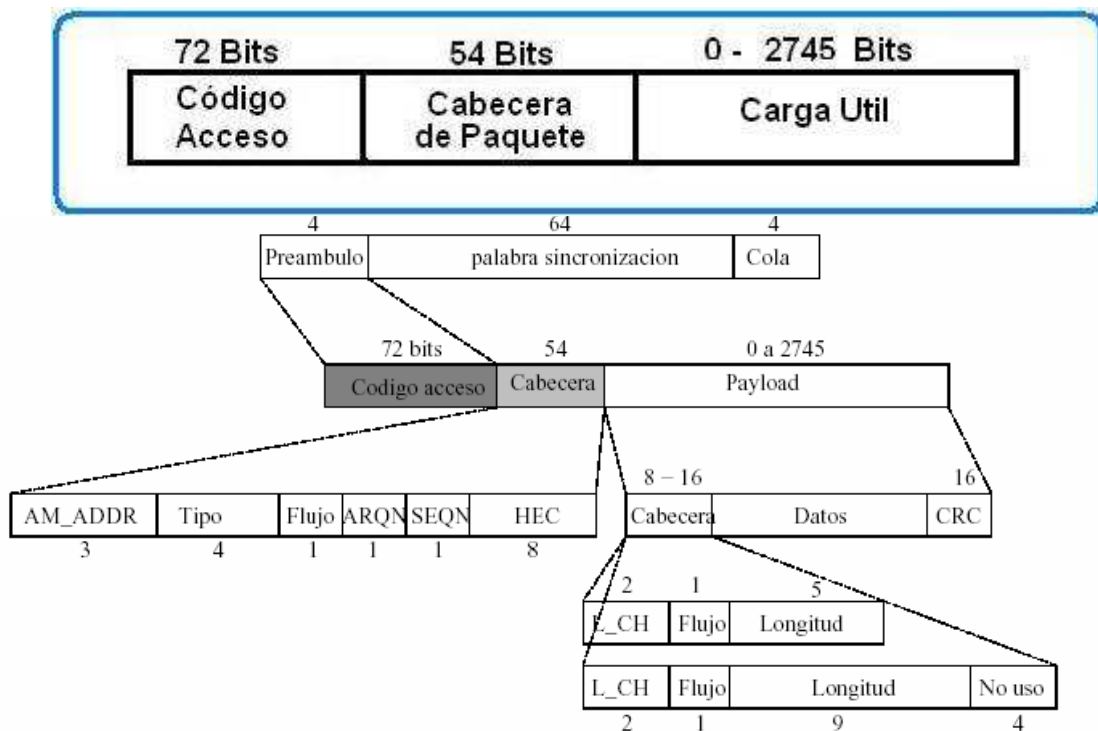 72 Bits 54 Bits 0 - 2745 Bits
Código Acceso Cabecera de Paquete Carga Util
4 64 4
Preambulo palabra sincronizacion Cola
72 bits 54 0 a 2745
Codigo acceso Cabecera Payload
8 – 16 16
AM_ADDR Tipo Flujo ARQN SEQN HEC Cabecera Datos CRC
3 4 1 1 1 8
2 1 5
L_CH Flujo Longitud
L_CH Flujo Longitud No uso
2 1 9 4